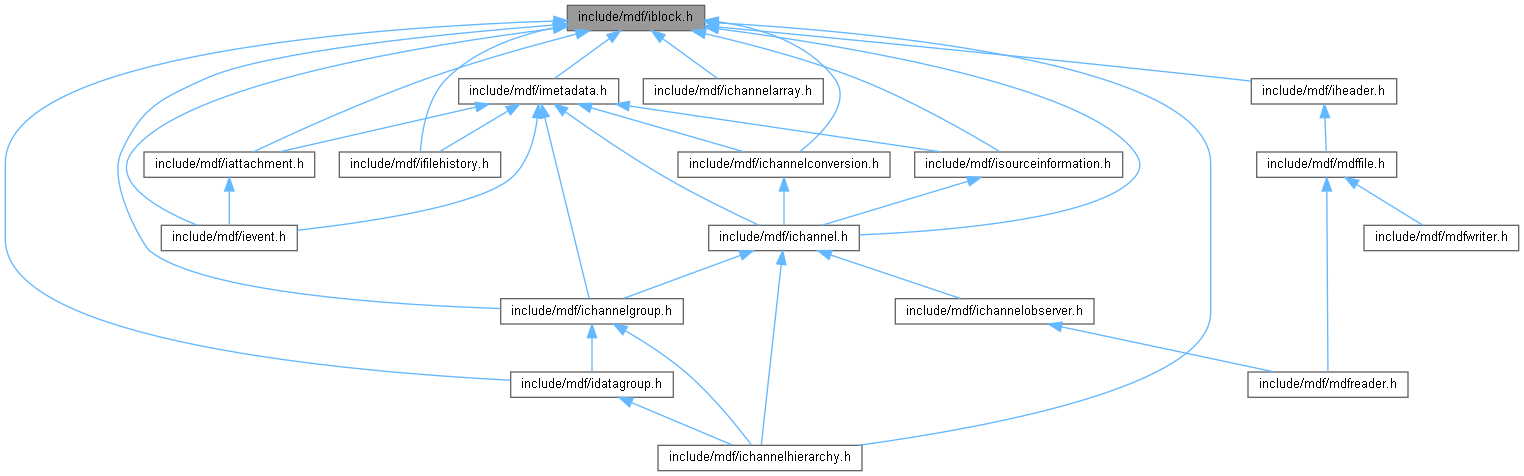 include/mdf/iblock.h
include/mdf/imetadata.h
include/mdf/ichannelarray.h
include/mdf/iheader.h
include/mdf/iattachment.h
include/mdf/ifilehistory.h
include/mdf/ichannelconversion.h
include/mdf/isourceinformation.h
include/mdf/mdffile.h
include/mdf/ievent.h
include/mdf/ichannel.h
include/mdf/mdfwriter.h
include/mdf/ichannelgroup.h
include/mdf/ichannelobserver.h
include/mdf/idatagroup.h
include/mdf/mdfreader.h
include/mdf/ichannelhierarchy.h